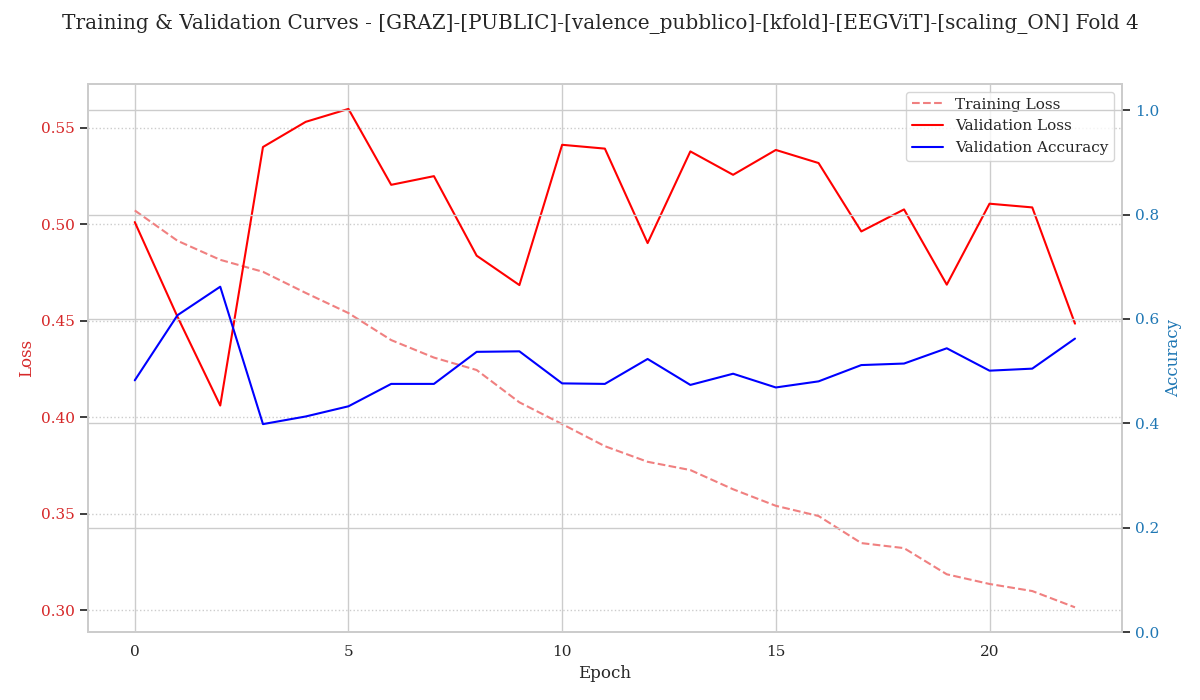 Training & Validation Curves - [GRAZ]-[PUBLIC]-[valence_pubblico]-[kfold]-[EEGViT]-[scaling_ON] Fold 4
Training Loss
Validation Loss
Validation Accuracy
Loss
0.55
0.50
0.45
0.40
0.35
0.30
Accuracy
1.0
0.8
0.6
0.4
0.2
0.0
0 5 10 15 20
Epoch